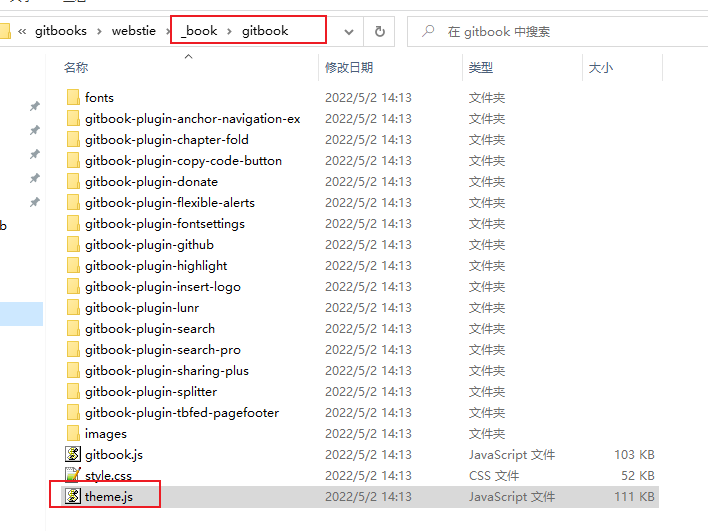 « gitbooks › webstie › _book › gitbook 在 gitbook 中搜索
名称 修改日期 类型 大小
fonts 2022/5/2 14:13 文件夹
gitbook-plugin-anchor-navigation-ex 2022/5/2 14:13 文件夹
gitbook-plugin-chapter-fold 2022/5/2 14:13 文件夹
gitbook-plugin-copy-code-button 2022/5/2 14:13 文件夹
gitbook-plugin-donate 2022/5/2 14:13 文件夹
gitbook-plugin-flexible-alerts 2022/5/2 14:13 文件夹
gitbook-plugin-fontsettings 2022/5/2 14:13 文件夹
b gitbook-plugin-github 2022/5/2 14:13 文件夹
gitbook-plugin-highlight 2022/5/2 14:13 文件夹
gitbook-plugin-insert-logo 2022/5/2 14:13 文件夹
gitbook-plugin-lunr 2022/5/2 14:13 文件夹
gitbook-plugin-search 2022/5/2 14:13 文件夹
gitbook-plugin-search-pro 2022/5/2 14:13 文件夹
gitbook-plugin-sharing-plus 2022/5/2 14:13 文件夹
gitbook-plugin-splitter 2022/5/2 14:13 文件夹
gitbook-plugin-tbfed-pagefooter 2022/5/2 14:13 文件夹
images 2022/5/2 14:13 文件夹
gitbook.js 2022/5/2 14:13 JavaScript 文件 103 KB
style.css 2022/5/2 14:13 CSS 文件 52 KB
theme.js 2022/5/2 14:13 JavaScript 文件 111 KB